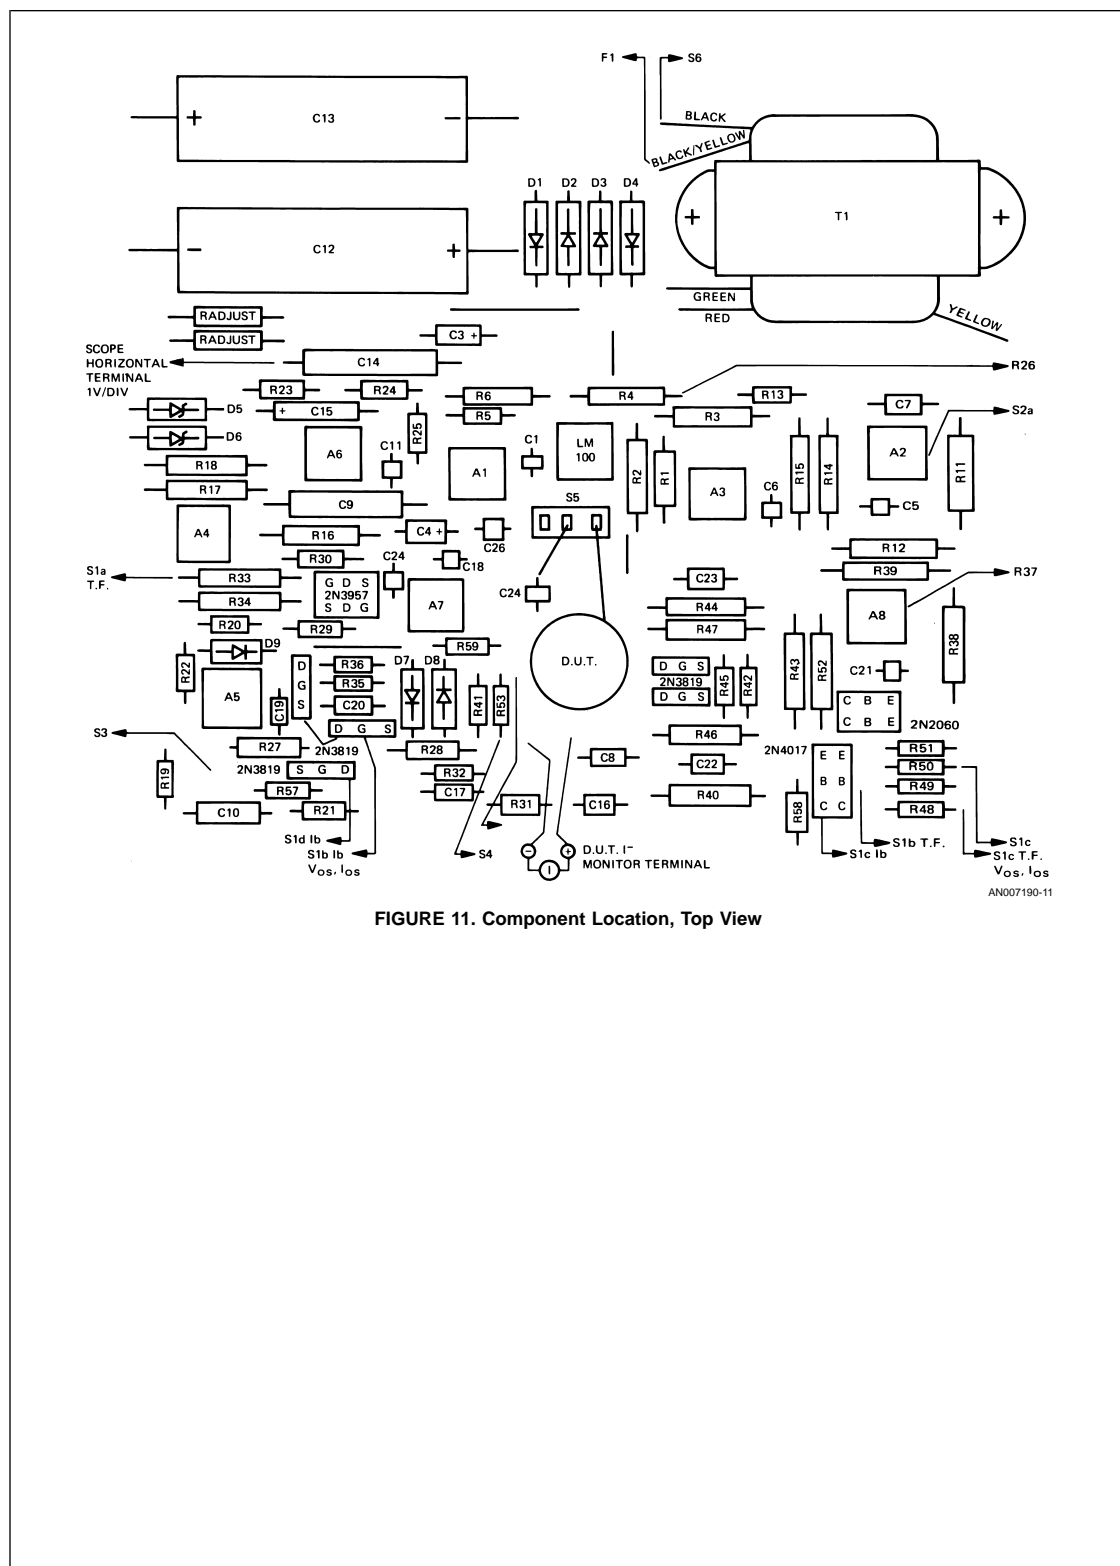 F1 S6
BLACK
BLACK/YELLOW
+ C13 −
D1 D2 D3 D4
+ T1 +
− C12 +
GREEN
RED
YELLOW
RADJUST
RADJUST
C3 +
SCOPE
HORIZONTAL
TERMINAL
1V/DIV
C14
R26
R23 R24 R6 R4 R13
C7
D5 + C15 R5 R3 S2a
R25
D6 A6 C11 C1 LM
100
R18 A1 R2 R1 R15 R14 A2 R11
R17 A3 C6
C9 S5 C5
A4 R16 C4 + C26
R30 C24 C18
R12
R39
S1a
T.F.
R33
G D S
2N3957
S D G
C24 C23 R37
R34 A7 R44
R20 R29 R47 A8
D9 R59 D.U.T. R38
R22 D
G
S
R36 D7 D8 D G S
2N3819
D G S
R45 R42 R43 R52
A5 R35 R41 R53 C21
C19 C20 C B E
C B E
2N2060
S3 D G S
2N3819
R27 R28 R46 2N4017 R51
R19 2N3819 S G D R32 C8 C22 E E
B B
C C
R50
R57 C17 R49
C10 R21 R31 C16 R40 R58 R48
S1d Ib
S1b Ib
VOS, IOS
S4
− I +
D.U.T. I−
MONITOR TERMINAL
S1b T.F.
S1c Ib
S1c
S1c T.F.
VOS, IOS
AN007190-11
FIGURE 11. Component Location, Top View